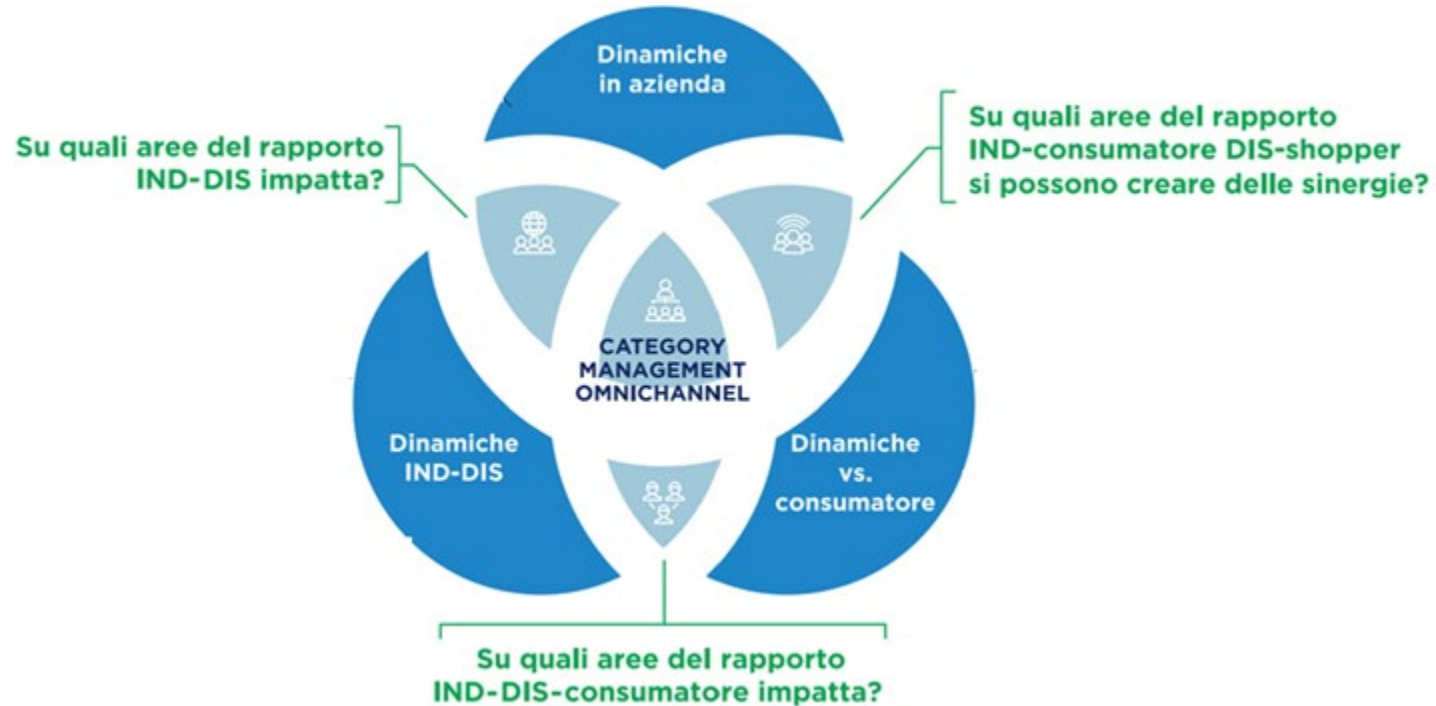 Dinamiche
in azienda
Su quali aree del rapporto
IND-DIS impatta?
Su quali aree del rapporto
IND-consumatore DIS-shopper
si possono creare delle sinergie?
CATEGORY
MANAGEMENT
OMNICHANNEL
Dinamiche
IND-DIS
Dinamiche
vs.
consumatore
Su quali aree del rapporto
IND-DIS-consumatore impatta?